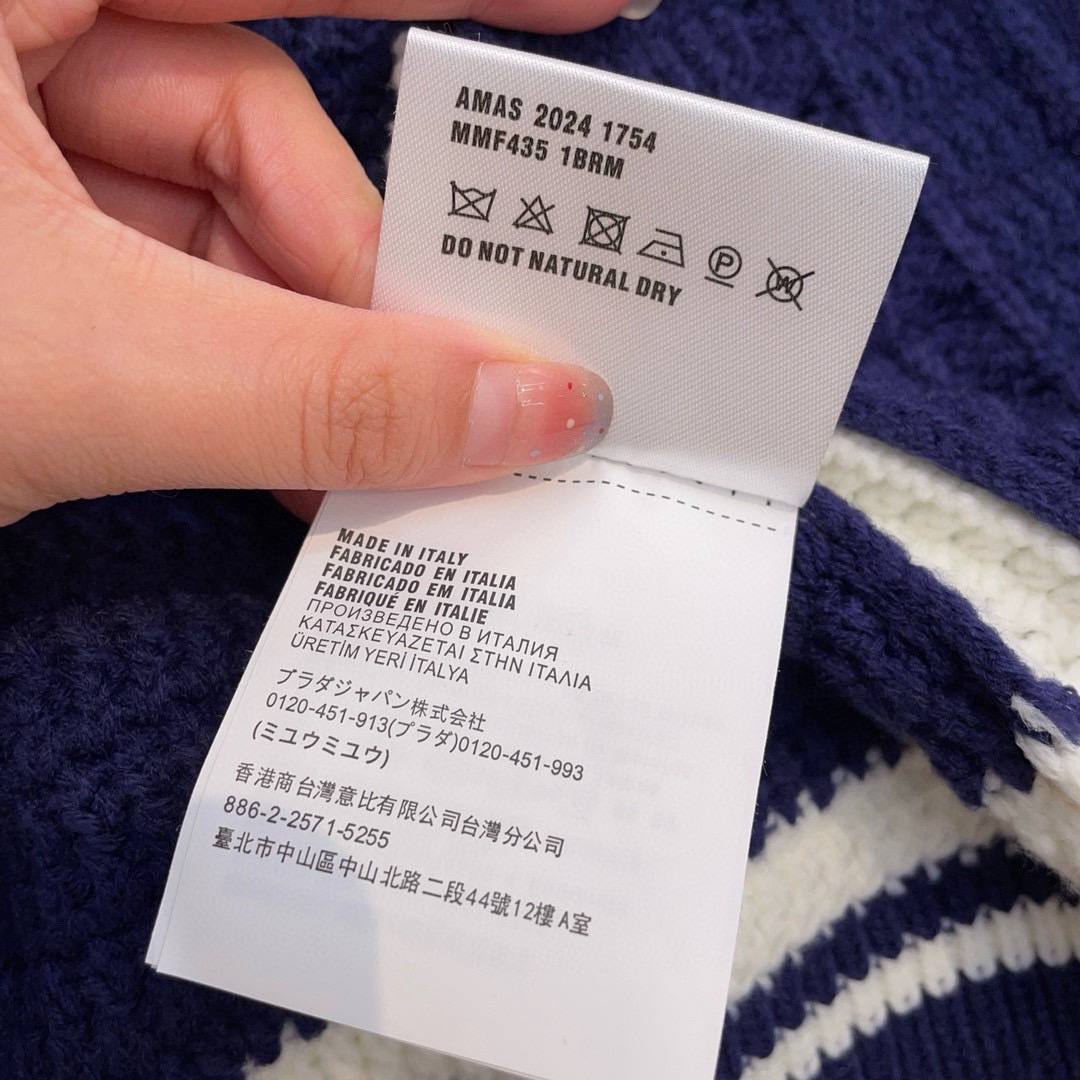 AMAS 2024 1754
MMF435 1BRM
P
W
DO NOT NATURAL DRY
MADE IN ITALY
FABRICADO EN ITALIA
FABRICADO EM ITALIA
FABRIQUÉ EN ITALIE
ПРОИЗВЕДЕНО В ИТАЛИЯ
ΚΑΤΑΣΚΕΥΑΖΕΤΑΙ ΣΤΗΝ ΙΤΑΛΙΑ
ÜRETİM YERİ İTALYA
プラダジャパン株式会社
0120-451-913(プラダ)0120-451-993
(ミユウミユウ)
香港商台灣意比有限公司台灣分公司
886-2-2571-5255
臺北市中山區中山北路二段44號12樓A室